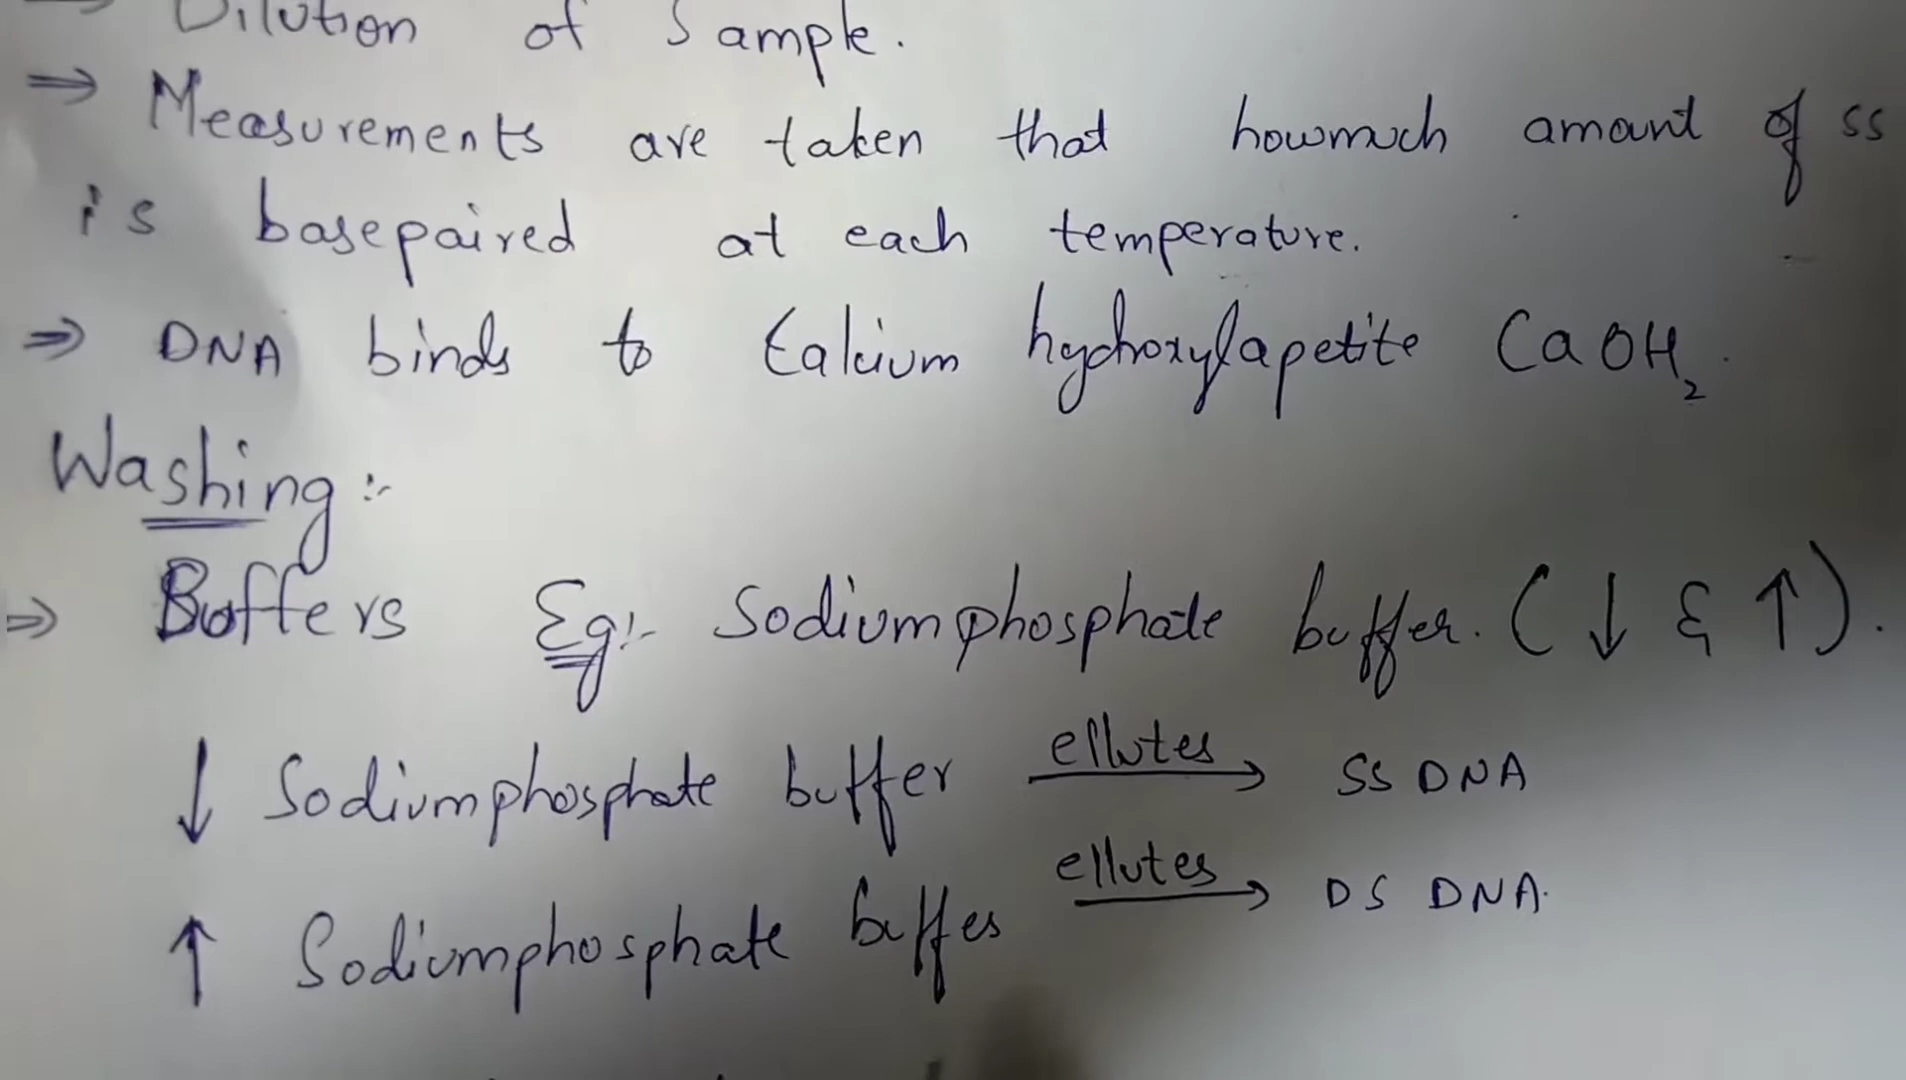 ⇒ Dilution of Sample.
⇒ Measurements are taken that howmuch amount of ss
is basepaired at each temperature.
⇒ DNA binds to Calcium hydroxylapetite CaOH₂.
Washing :-
⇒ Buffers Eg:- Sodiumphosphate buffer. (↓ & ↑).
↓ Sodiumphosphate buffer ellutes → SS DNA
↑ Sodiumphosphate buffer ellutes → DS DNA.